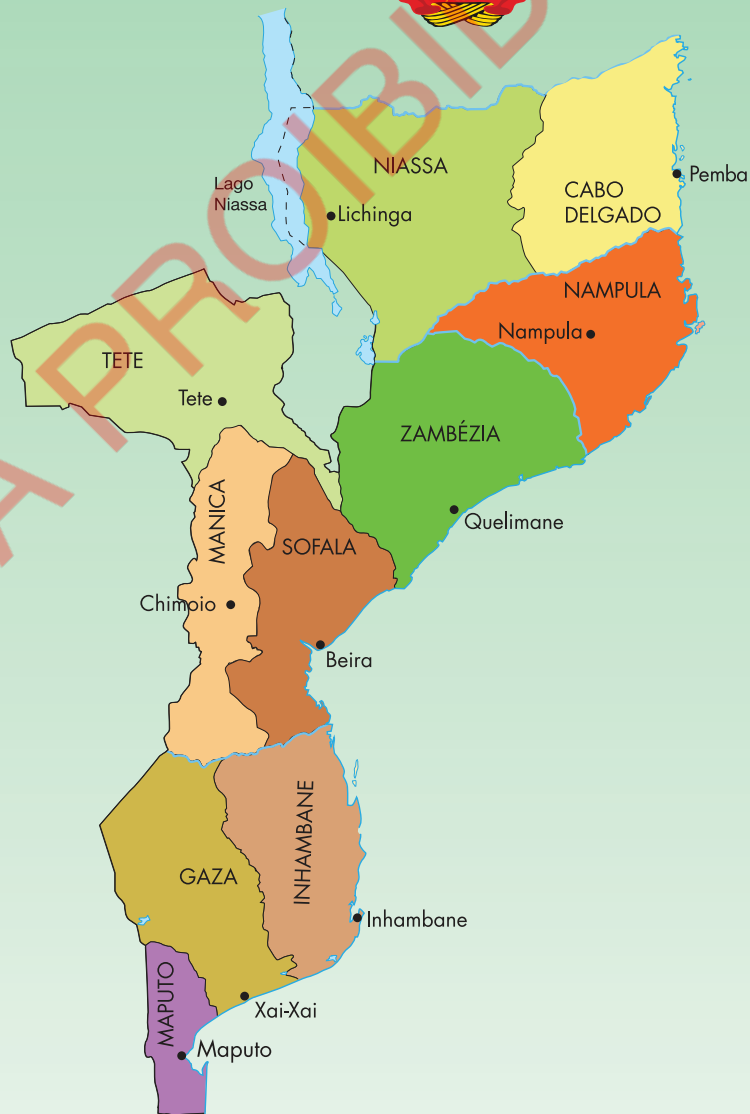 NIASSA
CABO
DELGADO
Pemba
Lago
Niassa
Lichinga
NAMPULA
Nampula
TETE
Tete
ZAMBÉZIA
MANICA
Quelimane
SOFALA
Chimoio
Beira
INHAMBANE
GAZA
Inhambane
MAPUTO
Xai-Xai
Maputo
A PROIBID